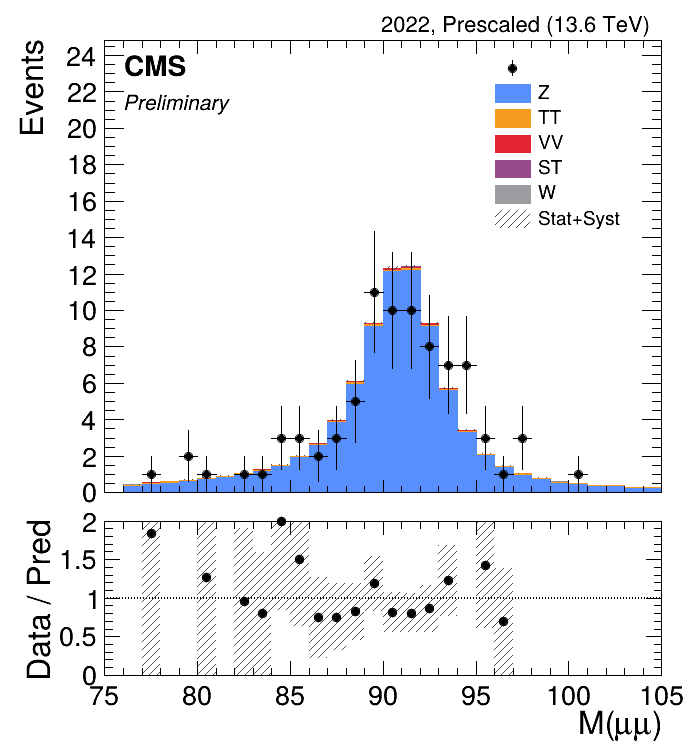 2022, Prescaled (13.6 TeV)
CMS
Preliminary
Events
24
22
20
18
16
14
12
10
8
6
4
2
0
Z
TT
VV
ST
W
Stat+Syst
Data / Pred
2
1.5
1
0.5
0
75 80 85 90 95 100 105
M(μμ)